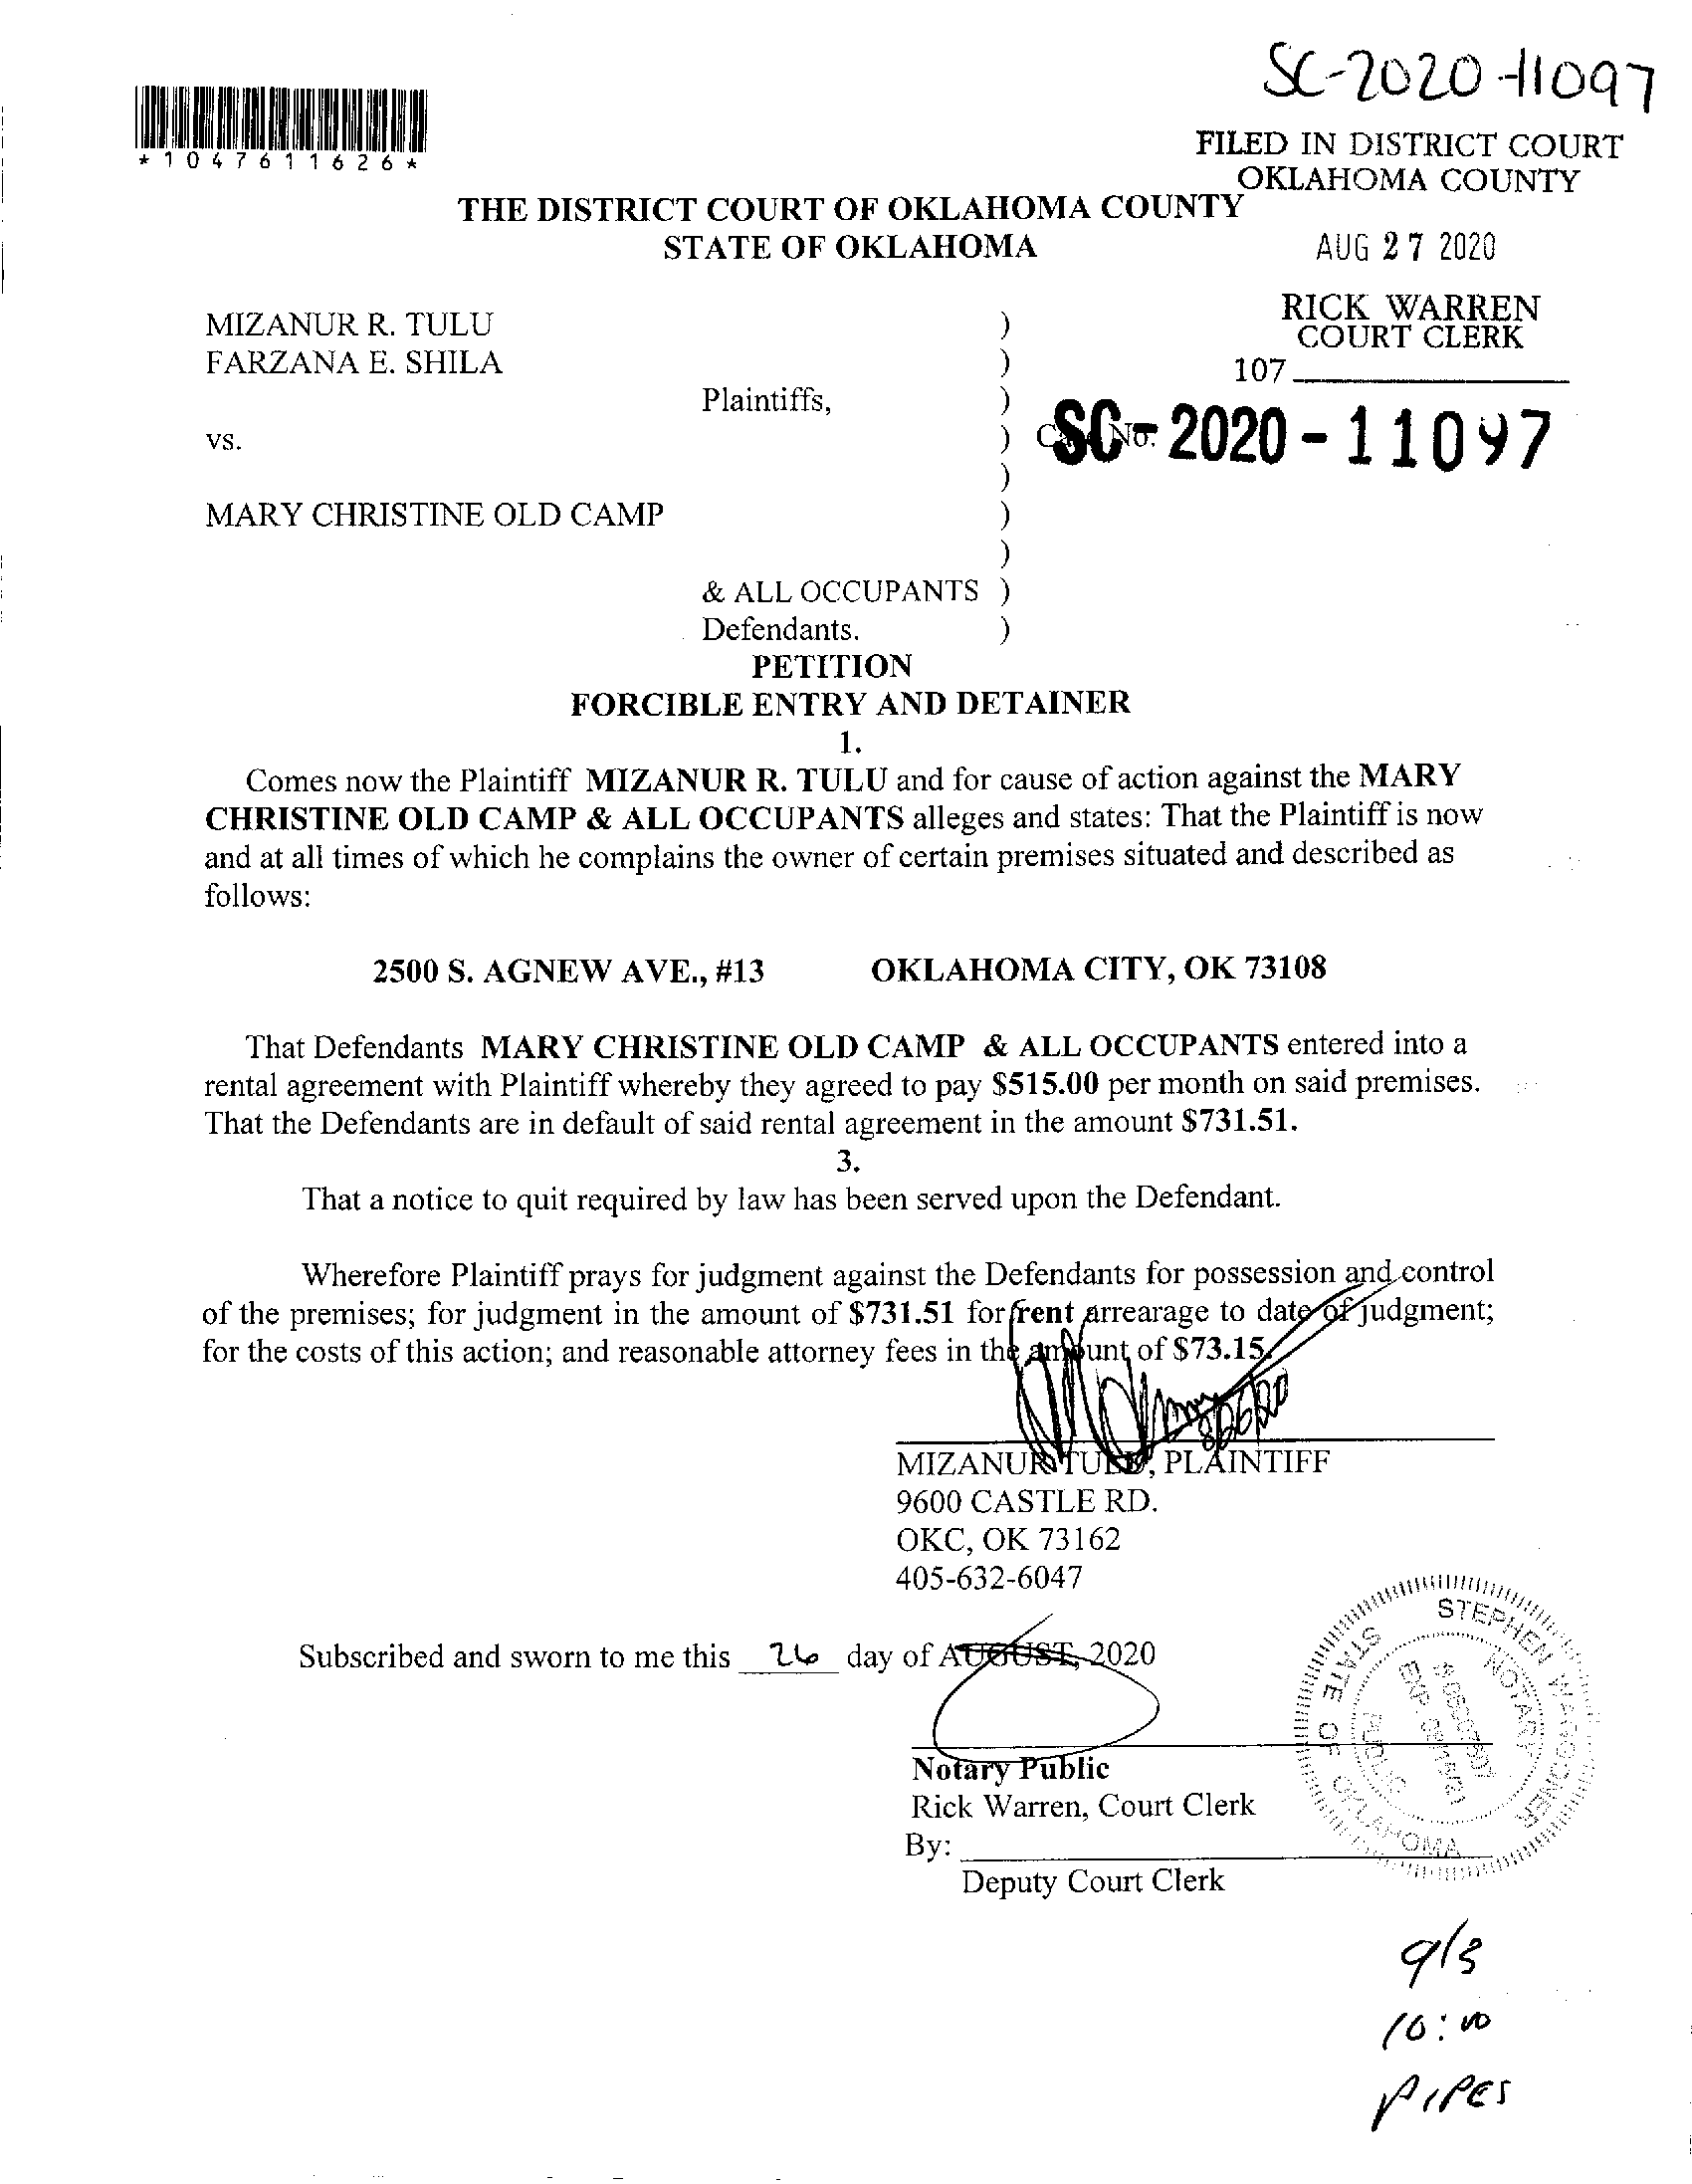 SC-2020-11097
*1047611626*
FILED IN DISTRICT COURT
OKLAHOMA COUNTY
THE DISTRICT COURT OF OKLAHOMA COUNTY
STATE OF OKLAHOMA
AUG 27 2020
RICK WARREN
COURT CLERK
107
MIZANUR R. TULU )
FARZANA E. SHILA )
Plaintiffs, )
vs. ) SC-2020-11097
)
MARY CHRISTINE OLD CAMP )
)
& ALL OCCUPANTS )
Defendants. )
PETITION
FORCIBLE ENTRY AND DETAINER
1.
Comes now the Plaintiff MIZANUR R. TULU and for cause of action against the MARY
CHRISTINE OLD CAMP & ALL OCCUPANTS alleges and states: That the Plaintiff is now
and at all times of which he complains the owner of certain premises situated and described as
follows:
2500 S. AGNEW AVE., #13 OKLAHOMA CITY, OK 73108
That Defendants MARY CHRISTINE OLD CAMP & ALL OCCUPANTS entered into a
rental agreement with Plaintiff whereby they agreed to pay $515.00 per month on said premises.
That the Defendants are in default of said rental agreement in the amount $731.51.
3.
That a notice to quit required by law has been served upon the Defendant.
Wherefore Plaintiff prays for judgment against the Defendants for possession and control
of the premises; for judgment in the amount of $731.51 for rent arrearage to date of judgment;
for the costs of this action; and reasonable attorney fees in the amount of $73.15.
MIZANUR TULU, PLAINTIFF
9600 CASTLE RD.
OKC, OK 73162
405-632-6047
Subscribed and sworn to me this 26 day of AUGUST, 2020
Notary Public
Rick Warren, Court Clerk
By:
Deputy Court Clerk
STEPHEN WARGONER
NOTARY
PUBLIC
STATE OF OKLAHOMA
9/3
10:00
PIPES